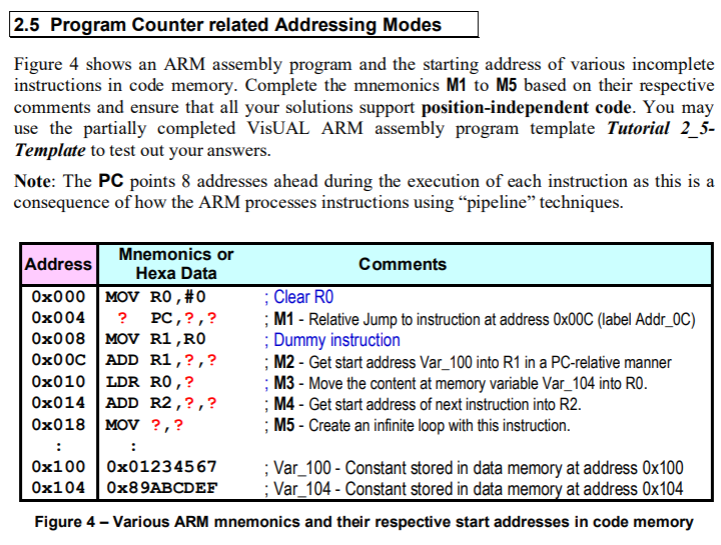 2.5 Program Counter related Addressing Modes
Figure 4 shows an ARM assembly program and the starting address of various incomplete
instructions in code memory. Complete the mnemonics M1 to M5 based on their respective
comments and ensure that all your solutions support position-independent code. You may
use the partially completed VisUAL ARM assembly program template Tutorial 2_5-
Template to test out your answers.
Note: The PC points 8 addresses ahead during the execution of each instruction as this is a
consequence of how the ARM processes instructions using “pipeline” techniques.
Address Mnemonics or Hexa Data Comments
0x000 MOV R0,#0 ; Clear R0
0x004 ? PC,?,? ; M1 - Relative Jump to instruction at address 0x00C (label Addr_0C)
0x008 MOV R1,R0 ; Dummy instruction
0x00C ADD R1,?,? ; M2 - Get start address Var_100 into R1 in a PC-relative manner
0x010 LDR R0,? ; M3 - Move the content at memory variable Var_104 into R0.
0x014 ADD R2,?,? ; M4 - Get start address of next instruction into R2.
0x018 MOV ?,? ; M5 - Create an infinite loop with this instruction.
: :
0x100 0x01234567 ; Var_100 - Constant stored in data memory at address 0x100
0x104 0x89ABCDEF ; Var_104 - Constant stored in data memory at address 0x104
Figure 4 – Various ARM mnemonics and their respective start addresses in code memory